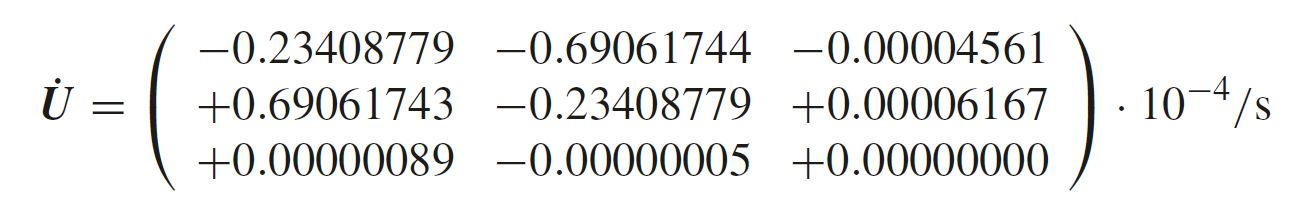 −0.23408779 −0.69061744 −0.00004561
U̇ = ( +0.69061743 −0.23408779 +0.00006167 ) · 10⁻⁴/s
+0.00000089 −0.00000005 +0.00000000